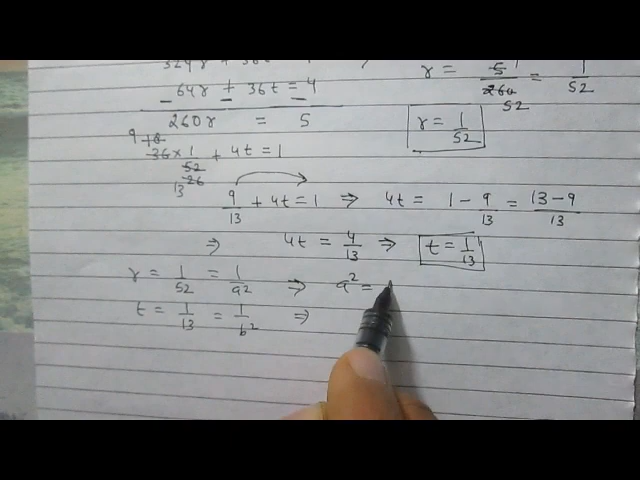 324r + 36t =
r = 5/260 = 1/52
64r + 36t = 4
260r = 5
r = 1/52
36 × 1/52 + 4t = 1
9/13 + 4t = 1 ⇒ 4t = 1 - 9/13 = 13-9/13
⇒ 4t = 4/13 ⇒ t = 1/13
r = 1/52 = 1/a² ⇒ a² =
t = 1/13 = 1/b² ⇒